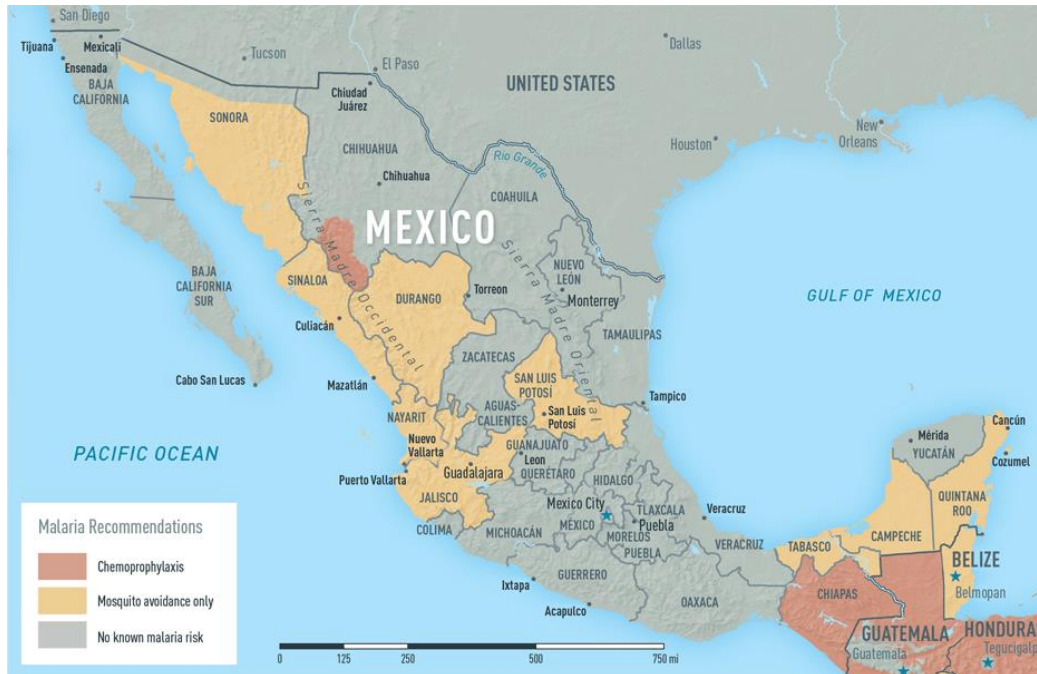 San Diego
Tijuana
Mexicali
Ensenada
BAJA
CALIFORNIA
Tucson
El Paso
Dallas
UNITED STATES
Chiudad
Juárez
SONORA
CHIHUAHUA
Chihuahua
Rio Grande
Houston
New
Orleans
COAHUILA
Sierra Madre Occidental
MEXICO
Sierra Madre Oriental
NUEVO
LEÓN
Monterrey
BAJA
CALIFORNIA
SUR
SINALOA
DURANGO
Torreon
Culiacán
GULF OF MEXICO
TAMAULIPAS
ZACATECAS
Cabo San Lucas
Mazatlán
SAN LUIS
POTOSÍ
San Luis
Potosí
Tampico
AGUAS-
CALIENTES
NAYARIT
Nuevo
Vallarta
GUANAJUATO
Leon
QUERÉTARO
Puerto Vallarta
Guadalajara
HIDALGO
PACIFIC OCEAN
JALISCO
COLIMA
MICHOACÁN
Mexico City
MÉXICO
TLAXCALA
Puebla
MORELOS
PUEBLA
Veracruz
VERACRUZ
Ixtapa
GUERRERO
Acapulco
OAXACA
Mérida
YUCATÁN
Cancún
Cozumel
QUINTANA
ROO
CAMPECHE
TABASCO
BELIZE
Belmopan
CHIAPAS
GUATEMALA
Guatemala
HONDURA
Tegucigalp
Malaria Recommendations
Chemoprophylaxis
Mosquito avoidance only
No known malaria risk
0 125 250 500 750 mi